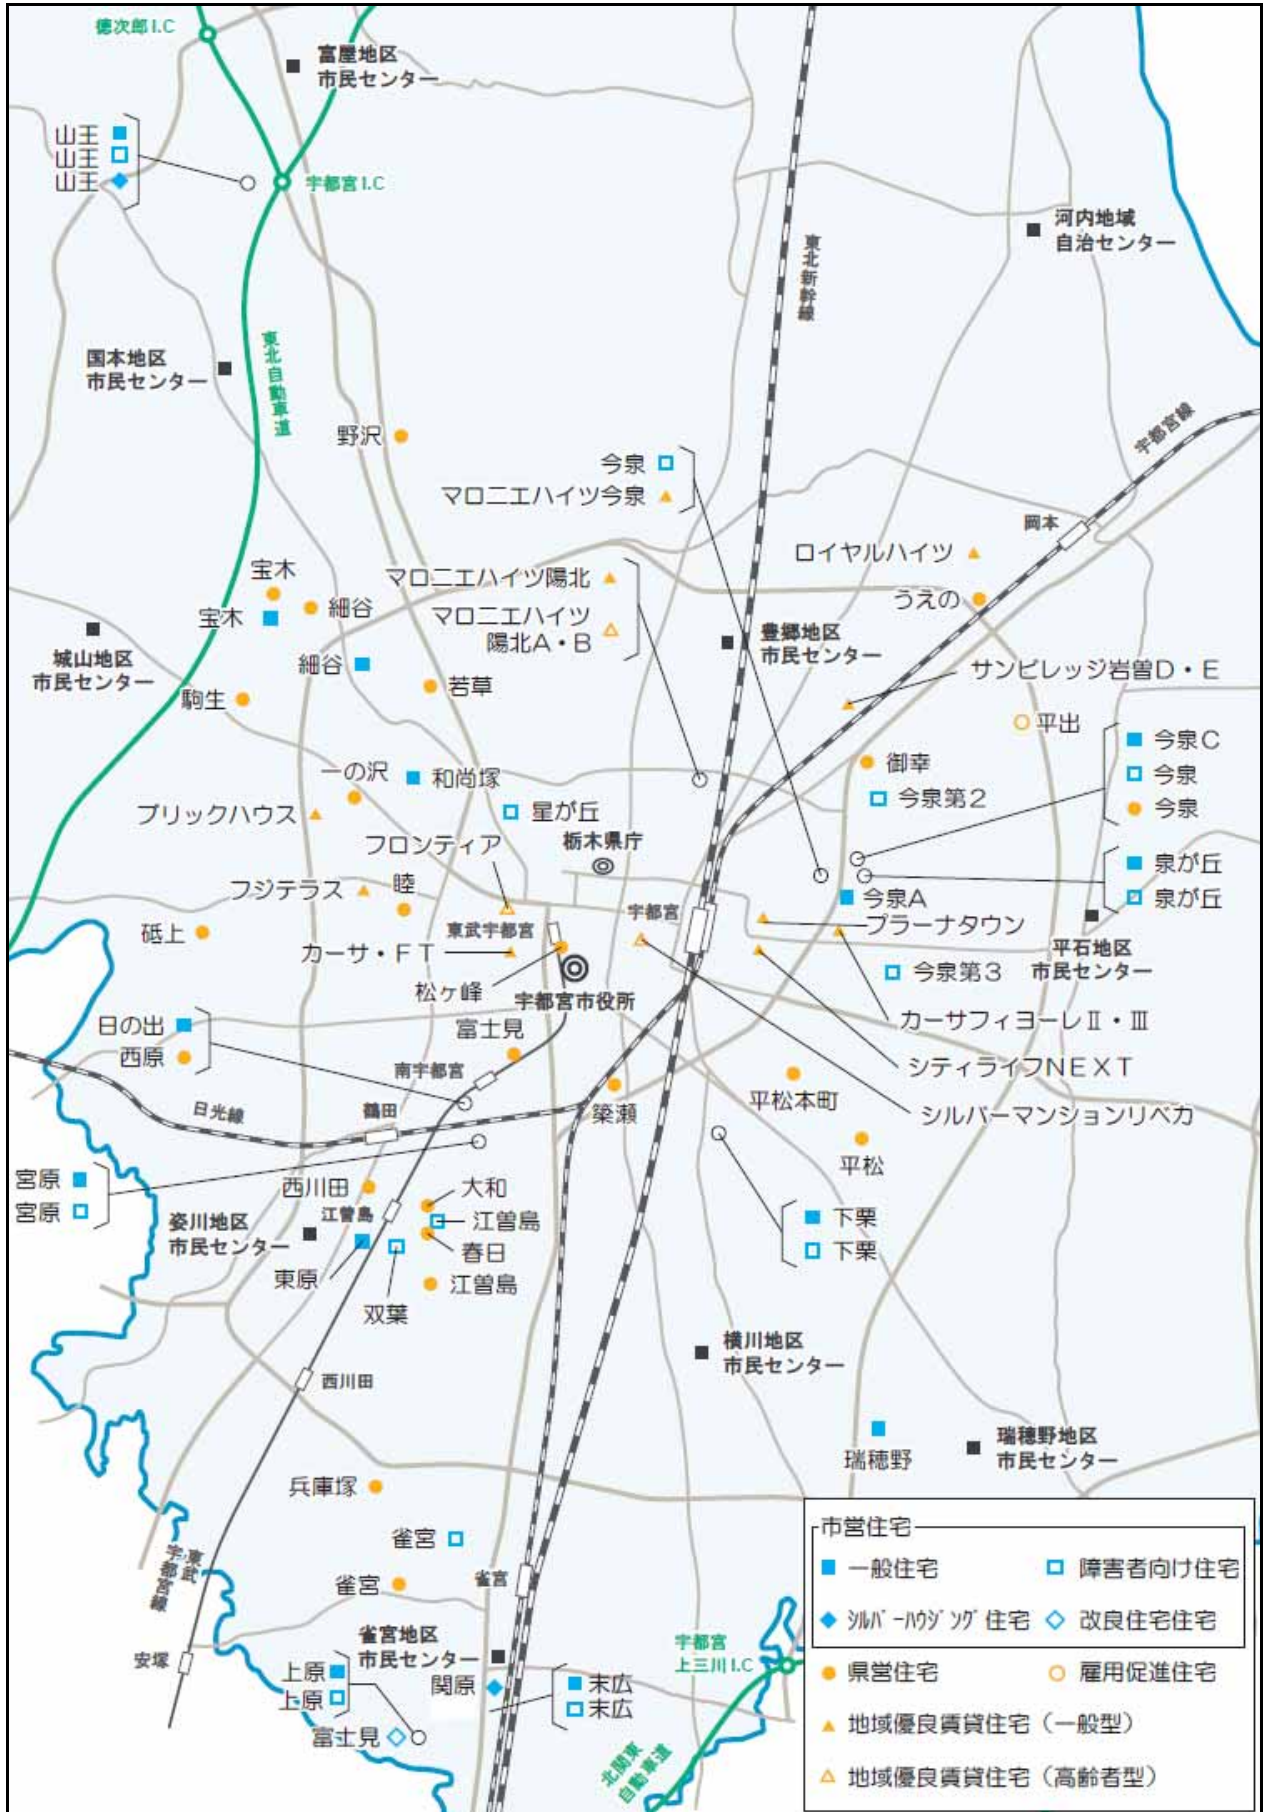 徳次郎I.C
富屋地区
市民センター
山王
山王
山王
宇都宮I.C
河内地域
自治センター
東北新幹線
国本地区
市民センター
東北自動車道
野沢
宇都宮線
今泉
マロニエハイツ今泉
岡本
ロイヤルハイツ
宝木
マロニエハイツ陽北
うえの
宝木
細谷
マロニエハイツ
陽北A・B
豊郷地区
市民センター
城山地区
市民センター
細谷
サンビレッジ岩曽D・E
駒生
若草
平出
今泉C
今泉
今泉
一の沢
和尚塚
御幸
今泉第2
ブリックハウス
星が丘
フロンティア
栃木県庁
泉が丘
泉が丘
フジテラス
睦
今泉A
宇都宮
プラーナタウン
砥上
東武宇都宮
カーサ・FT
平石地区
市民センター
今泉第3
松ヶ峰
宇都宮市役所
カーサフィヨーレⅡ・Ⅲ
日の出
西原
富士見
シティライフNEXT
南宇都宮
日光線
鶴田
簗瀬
平松本町
シルバーマンションリベカ
平松
宮原
宮原
西川田
大和
江曽島
姿川地区
市民センター
江曽島
春日
下栗
下栗
東原
江曽島
双葉
横川地区
市民センター
西川田
瑞穂野
瑞穂野地区
市民センター
兵庫塚
雀宮
東武
宇都宮線
雀宮
雀宮
安塚
雀宮地区
市民センター
宇都宮
上三川I.C
上原
上原
関原
末広
末広
富士見
北関東
自動車道
市営住宅
一般住宅
障害者向け住宅
ｼﾙﾊﾞｰﾊｳｼﾞﾝｸﾞ住宅
改良住宅住宅
県営住宅
雇用促進住宅
地域優良賃貸住宅（一般型）
地域優良賃貸住宅（高齢者型）